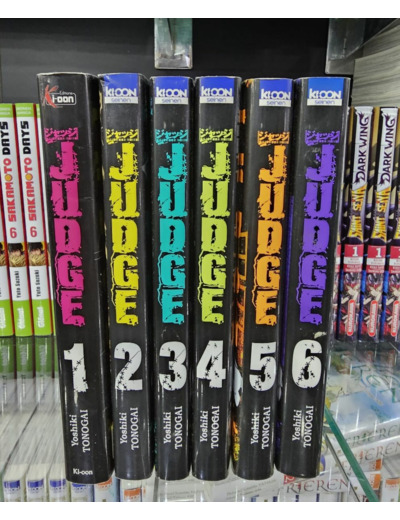 Ki-oon
ジャッジ
JUDGE
1
Yoshiki
TONOGAI
Ki-oon
KI-OON
seinen
ジャッジ
JUDGE
2
Yoshiki
TONOGAI
KI-OON
seinen
ジャッジ
JUDGE
3
Yoshiki
TONOGAI
KI-OON
seinen
ジャッジ
JUDGE
4
Yoshiki
TONOGAI
KI-OON
seinen
ジャッジ
JUDGE
5
Yoshiki
TONOGAI
KI-OON
seinen
ジャッジ
JUDGE
6
Yoshiki
TONOGAI
SAKAMOTO DAYS
6
Yuto Suzuki
SAKAMOTO DAYS
6
Yuto Suzuki
DARK WING
1
DARK WING
1